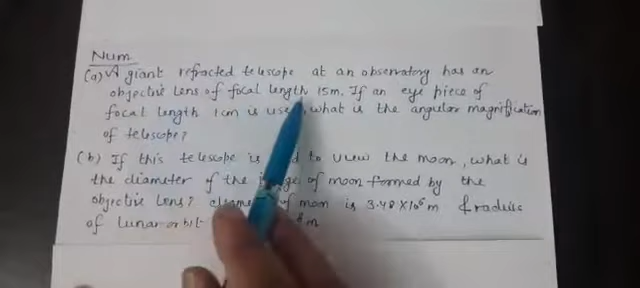 Num
(a) A giant refracted telescope at an observatory has an
objective lens of focal length 15m. If an eye piece of
focal length 1cm is used, what is the angular magnification
of telescope?
(b) If this telescope is to view the moon, what is
the diameter of the image of moon formed by the
objective lens? of moon is 3.48 X 10⁶ m & radius
of lunar orbit m